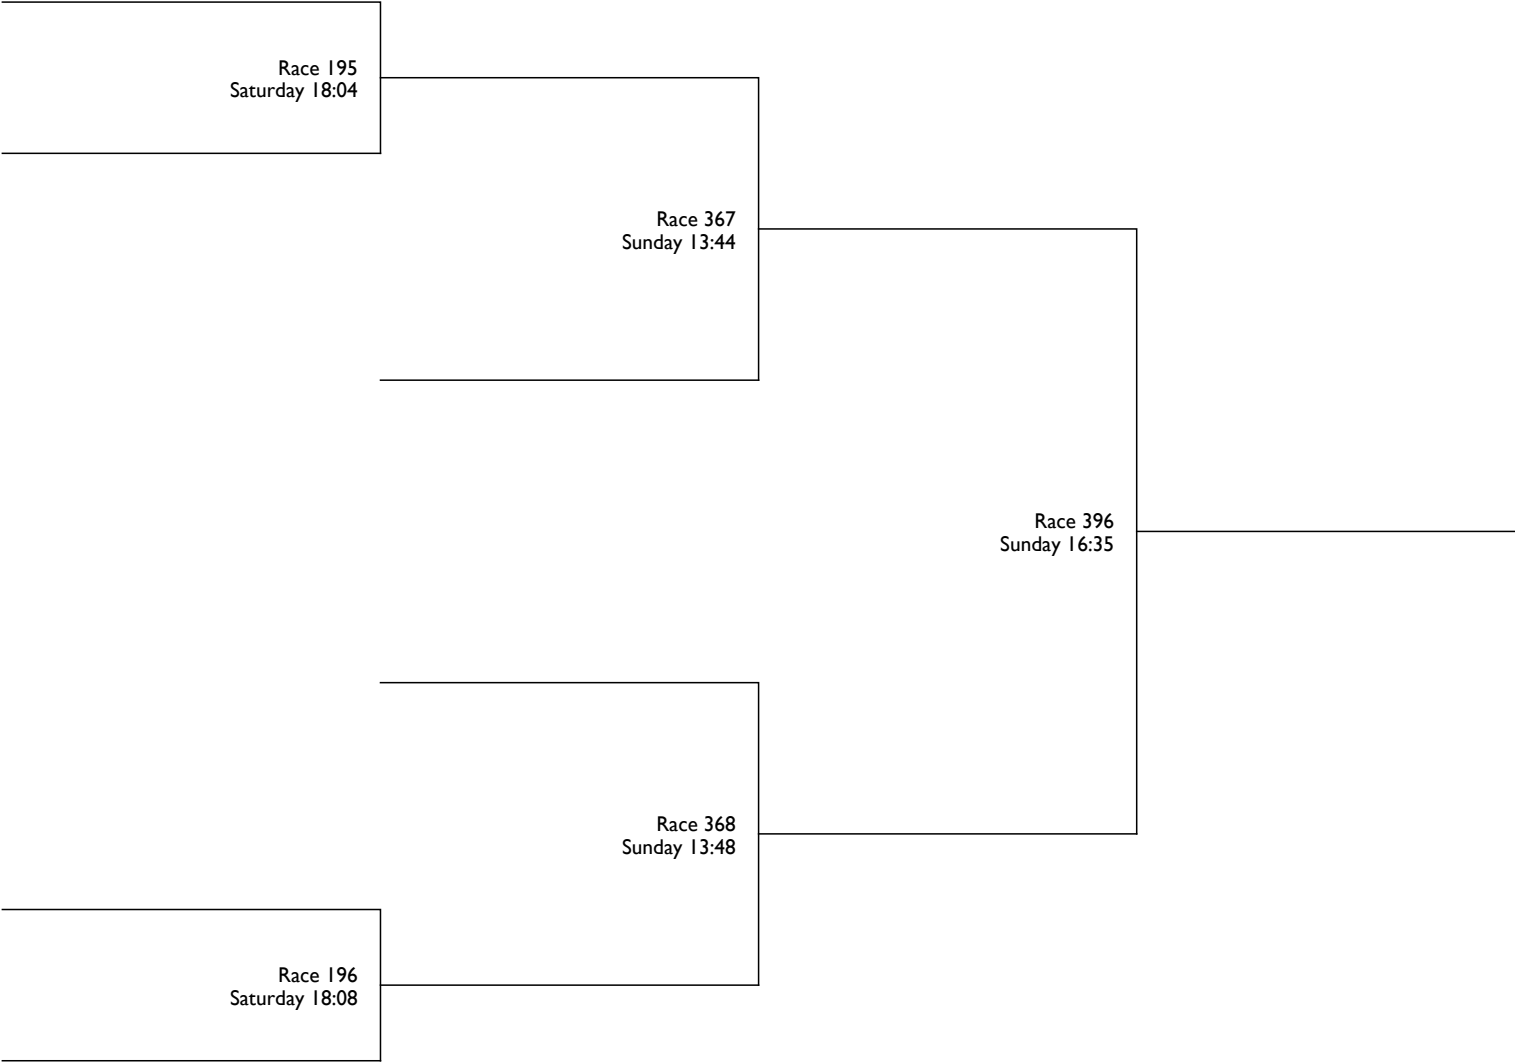 Race 195
Saturday 18:04
Race 367
Sunday 13:44
Race 396
Sunday 16:35
Race 368
Sunday 13:48
Race 196
Saturday 18:08